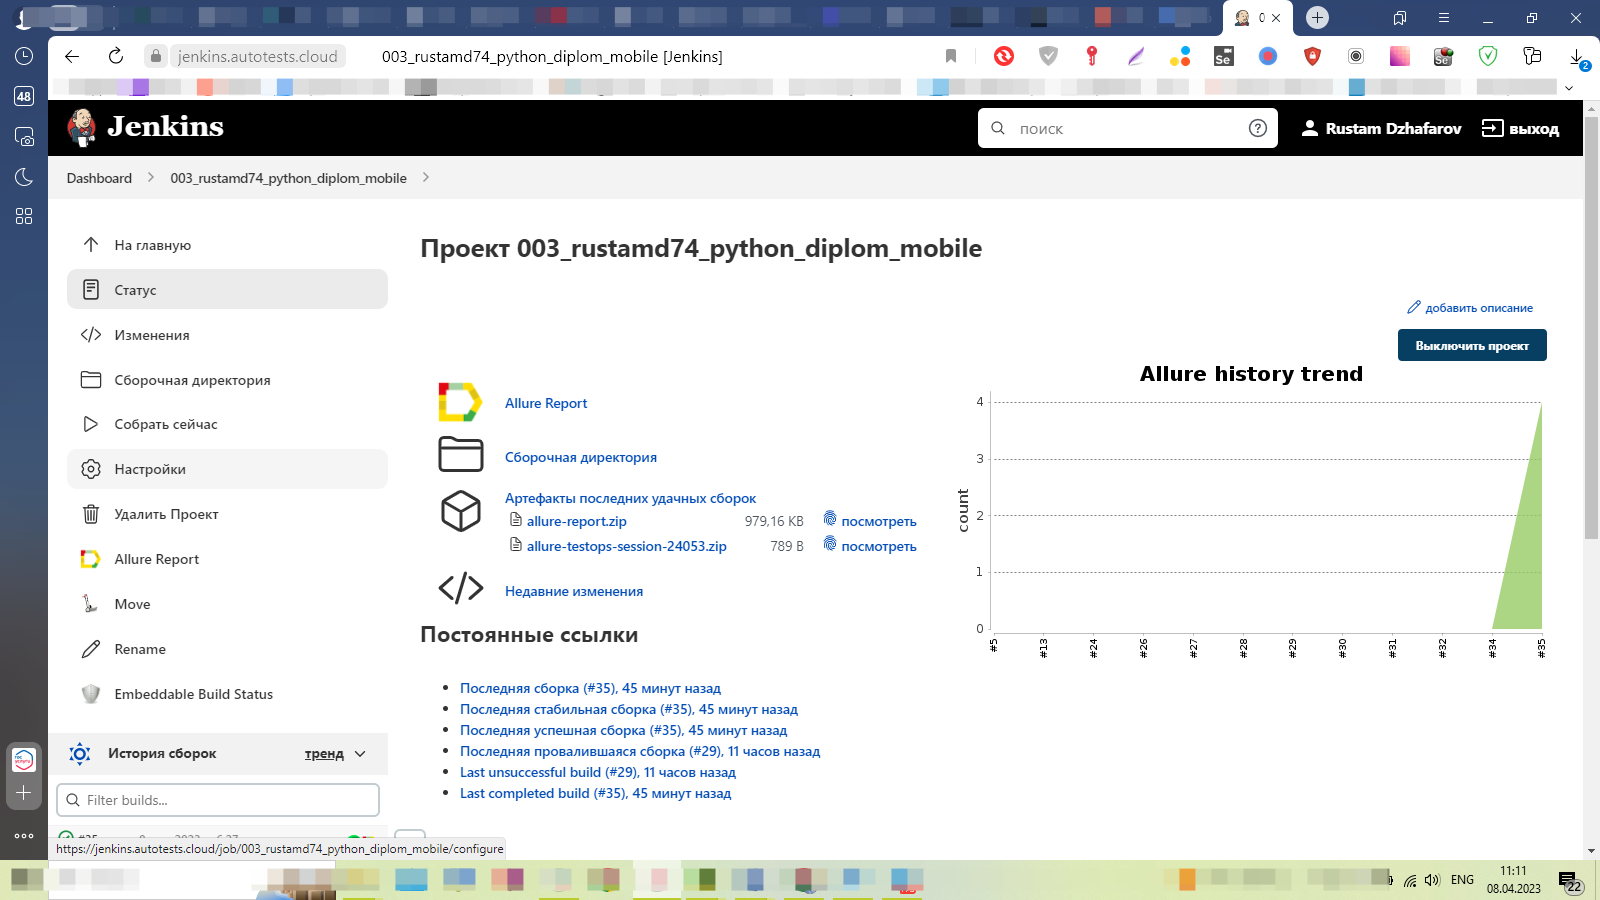 0
jenkins.autotests.cloud
003_rustamd74_python_diplom_mobile [Jenkins]
Se
Se
2
48
Jenkins
поиск
Rustam Dzhafarov
выход
Dashboard
003_rustamd74_python_diplom_mobile
На главную
Статус
Изменения
Сборочная директория
Собрать сейчас
Настройки
Удалить Проект
Allure Report
Move
Rename
Embeddable Build Status
История сборок
тренд
Filter builds...
Проект 003_rustamd74_python_diplom_mobile
добавить описание
Выключить проект
Allure Report
Сборочная директория
Артефакты последних удачных сборок
allure-report.zip 979,16 KB посмотреть
allure-testops-session-24053.zip 789 B посмотреть
Недавние изменения
Постоянные ссылки
Последняя сборка (#35), 45 минут назад
Последняя стабильная сборка (#35), 45 минут назад
Последняя успешная сборка (#35), 45 минут назад
Последняя провалившаяся сборка (#29), 11 часов назад
Last unsuccessful build (#29), 11 часов назад
Last completed build (#35), 45 минут назад
Allure history trend
count
4
3
2
1
0
#5 #13 #24 #26 #27 #28 #29 #30 #31 #32 #34 #35
https://jenkins.autotests.cloud/job/003_rustamd74_python_diplom_mobile/configure
ENG
11:11
08.04.2023
22